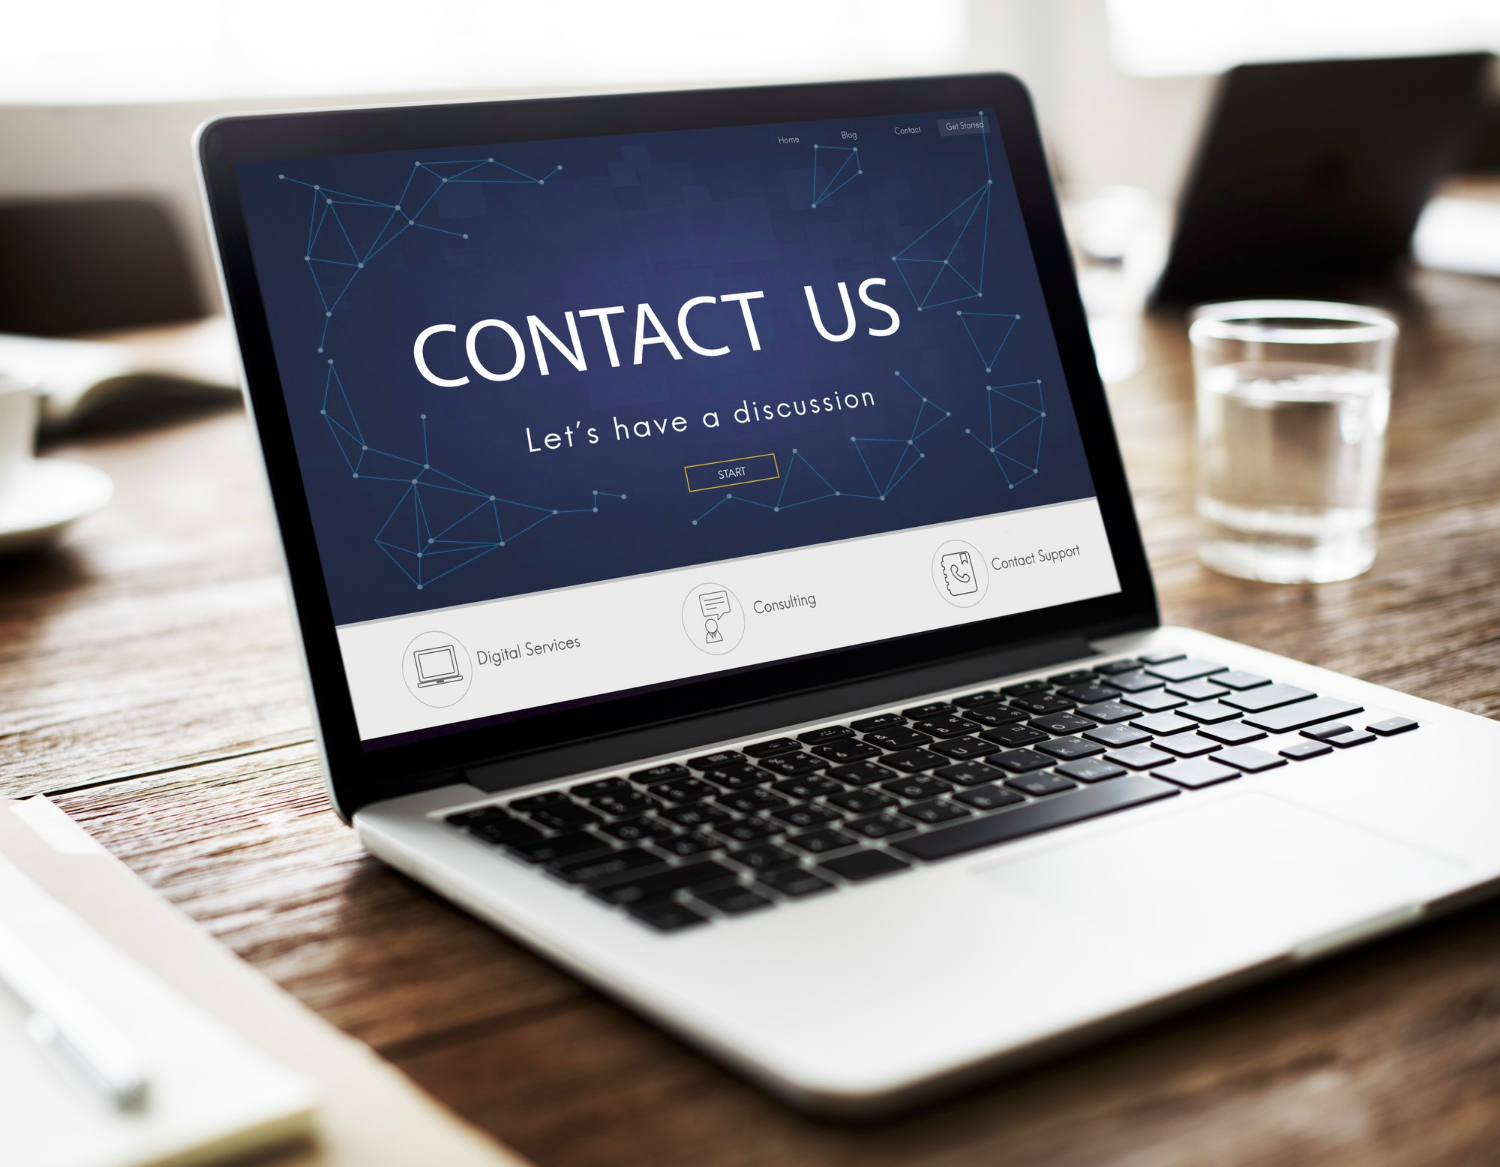 Home Blog Contact Get Started
CONTACT US
Let's have a discussion
START
Digital Services
Consulting
Contact Support